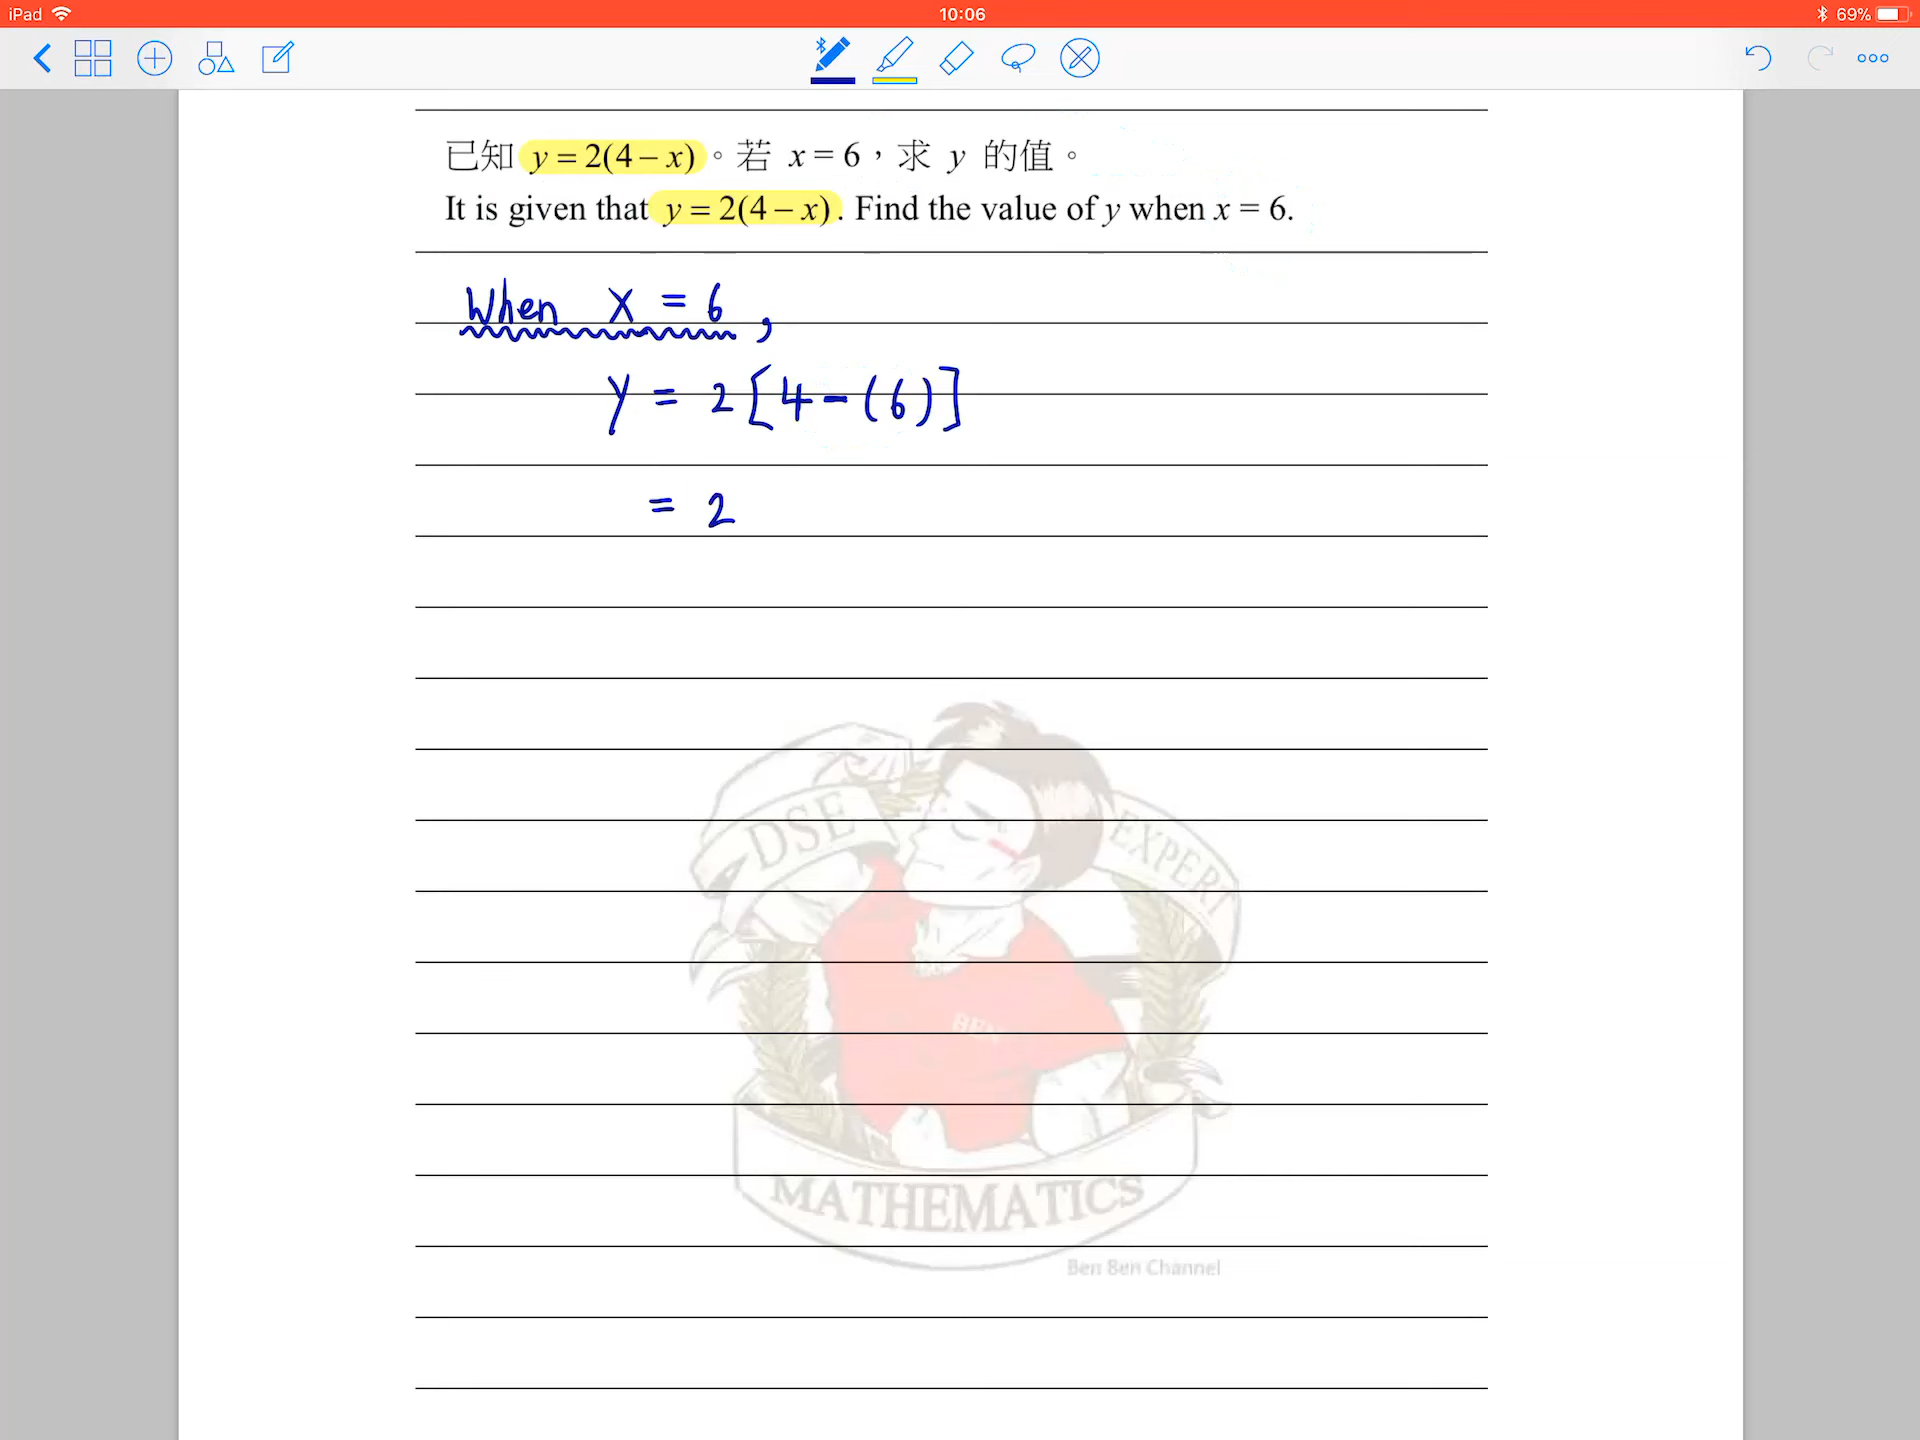 iPad 10:06 69%
已知 y = 2(4 – x)。若 x = 6，求 y 的值。
It is given that y = 2(4 – x). Find the value of y when x = 6.
When x = 6,
y = 2[4-(6)]
= 2
DSE EXPERT
BEN
MATHEMATICS
Ben Ben Channel